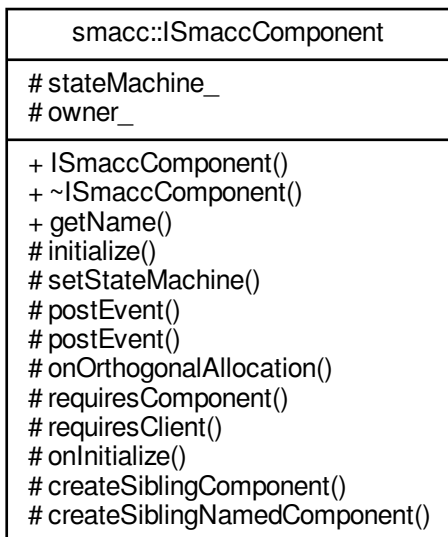 smacc::ISmaccComponent
# stateMachine_
# owner_
+ ISmaccComponent()
+ ~ISmaccComponent()
+ getName()
# initialize()
# setStateMachine()
# postEvent()
# postEvent()
# onOrthogonalAllocation()
# requiresComponent()
# requiresClient()
# onInitialize()
# createSiblingComponent()
# createSiblingNamedComponent()